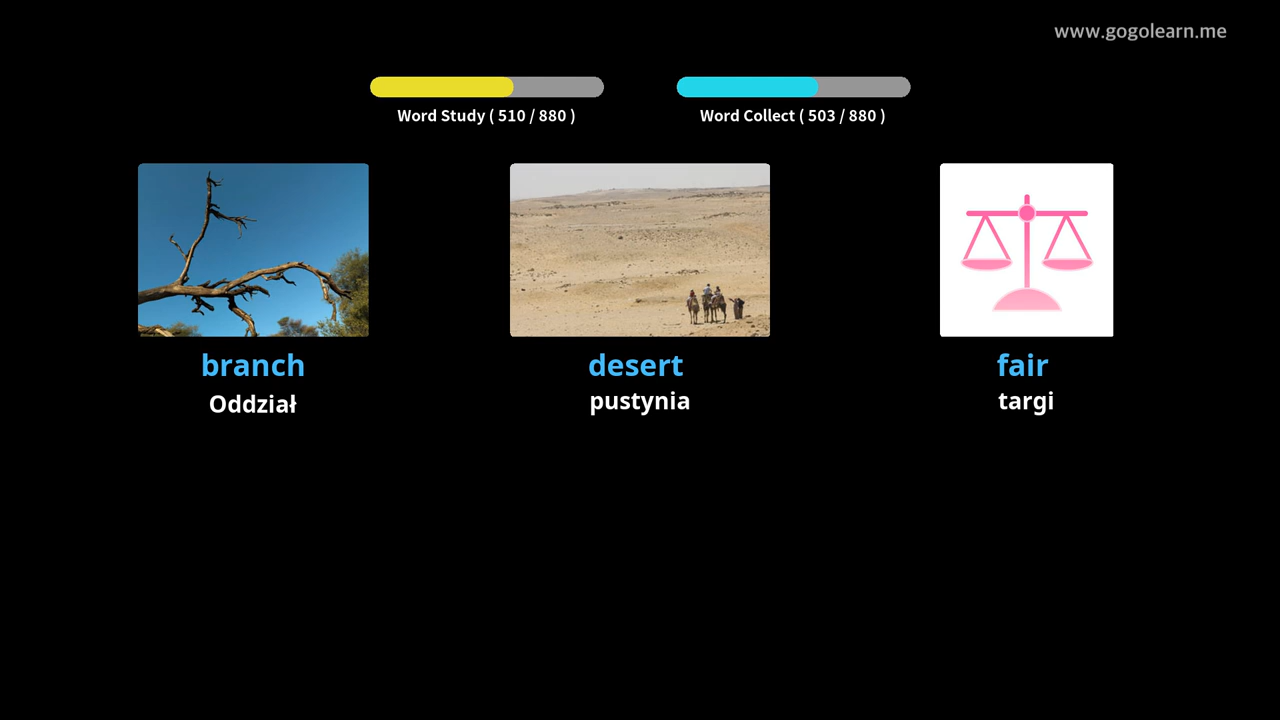 www.gogolearn.me
Word Study ( 510 / 880 )
Word Collect ( 503 / 880 )
branch
Oddział
desert
pustynia
fair
targi